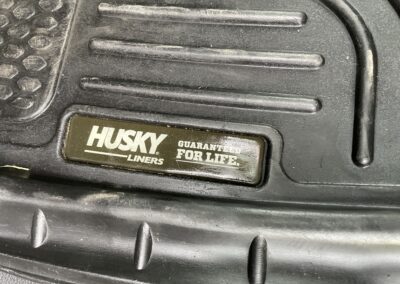 HUSKY®
LINERS
GUARANTEED
FOR LIFE.